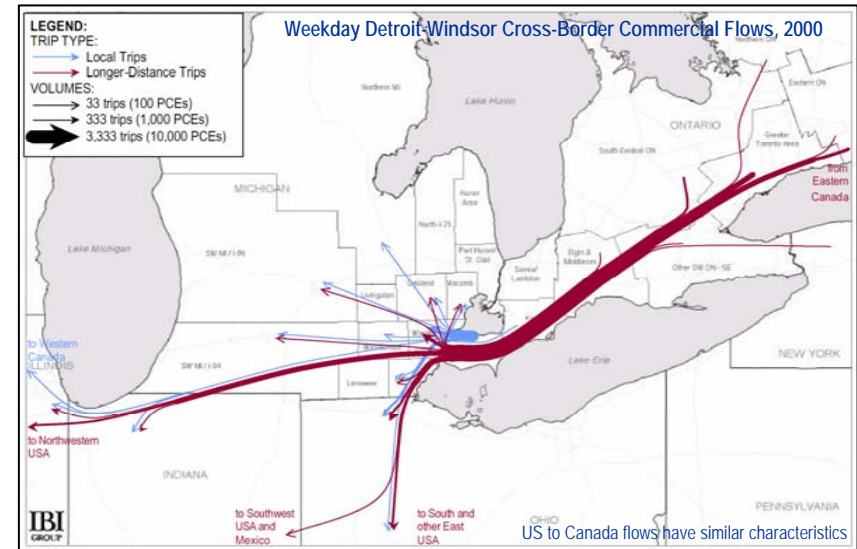 Weekday Detroit-Windsor Cross-Border Commercial Flows, 2000
LEGEND:
TRIP TYPE:
Local Trips
Longer-Distance Trips
VOLUMES:
33 trips (100 PCEs)
333 trips (1,000 PCEs)
3,333 trips (10,000 PCEs)
Northern ON
Eastern ON
Northern MI
Lake Huron
ONTARIO
Greater
Toronto Area
South Central ON
from
Eastern
Canada
MICHIGAN
Huron
Area
North I-75
Lake Michigan
SW MI / I-96
Port Huron/
St. Clair
Sarnia/
Lambton
Elgin &
Middlesex
Other SW ON - SE
Livingston
Oakland
Macomb
to Western
Canada
ILLINOIS
SW MI / I-94
Lenawee
Lake Erie
NEW YORK
to Northwestern
USA
INDIANA
to Southwest
USA and
Mexico
to South and
other East
USA
OHIO
PENNSYLVANIA
IBI
GROUP
US to Canada flows have similar characteristics